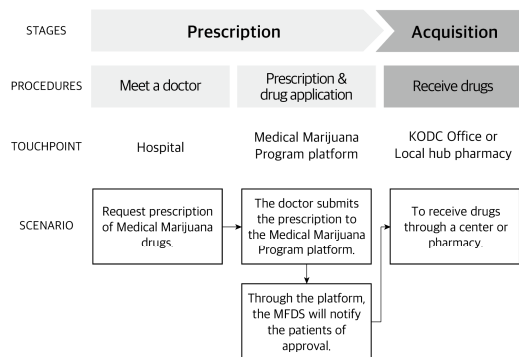 STAGES
Prescription
Acquisition
PROCEDURES
Meet a doctor
Prescription &
drug application
Receive drugs
TOUCHPOINT
Hospital
Medical Marijuana
Program platform
KODC Office or
Local hub pharmacy
SCENARIO
Request prescription
of Medical Marijuana
drugs.
The doctor submits
the prescription to
the Medical Marijuana
Program platform.
To receive drugs
through a center or
pharmacy.
Through the platform,
the MFDS will notify
the patients of
approval.